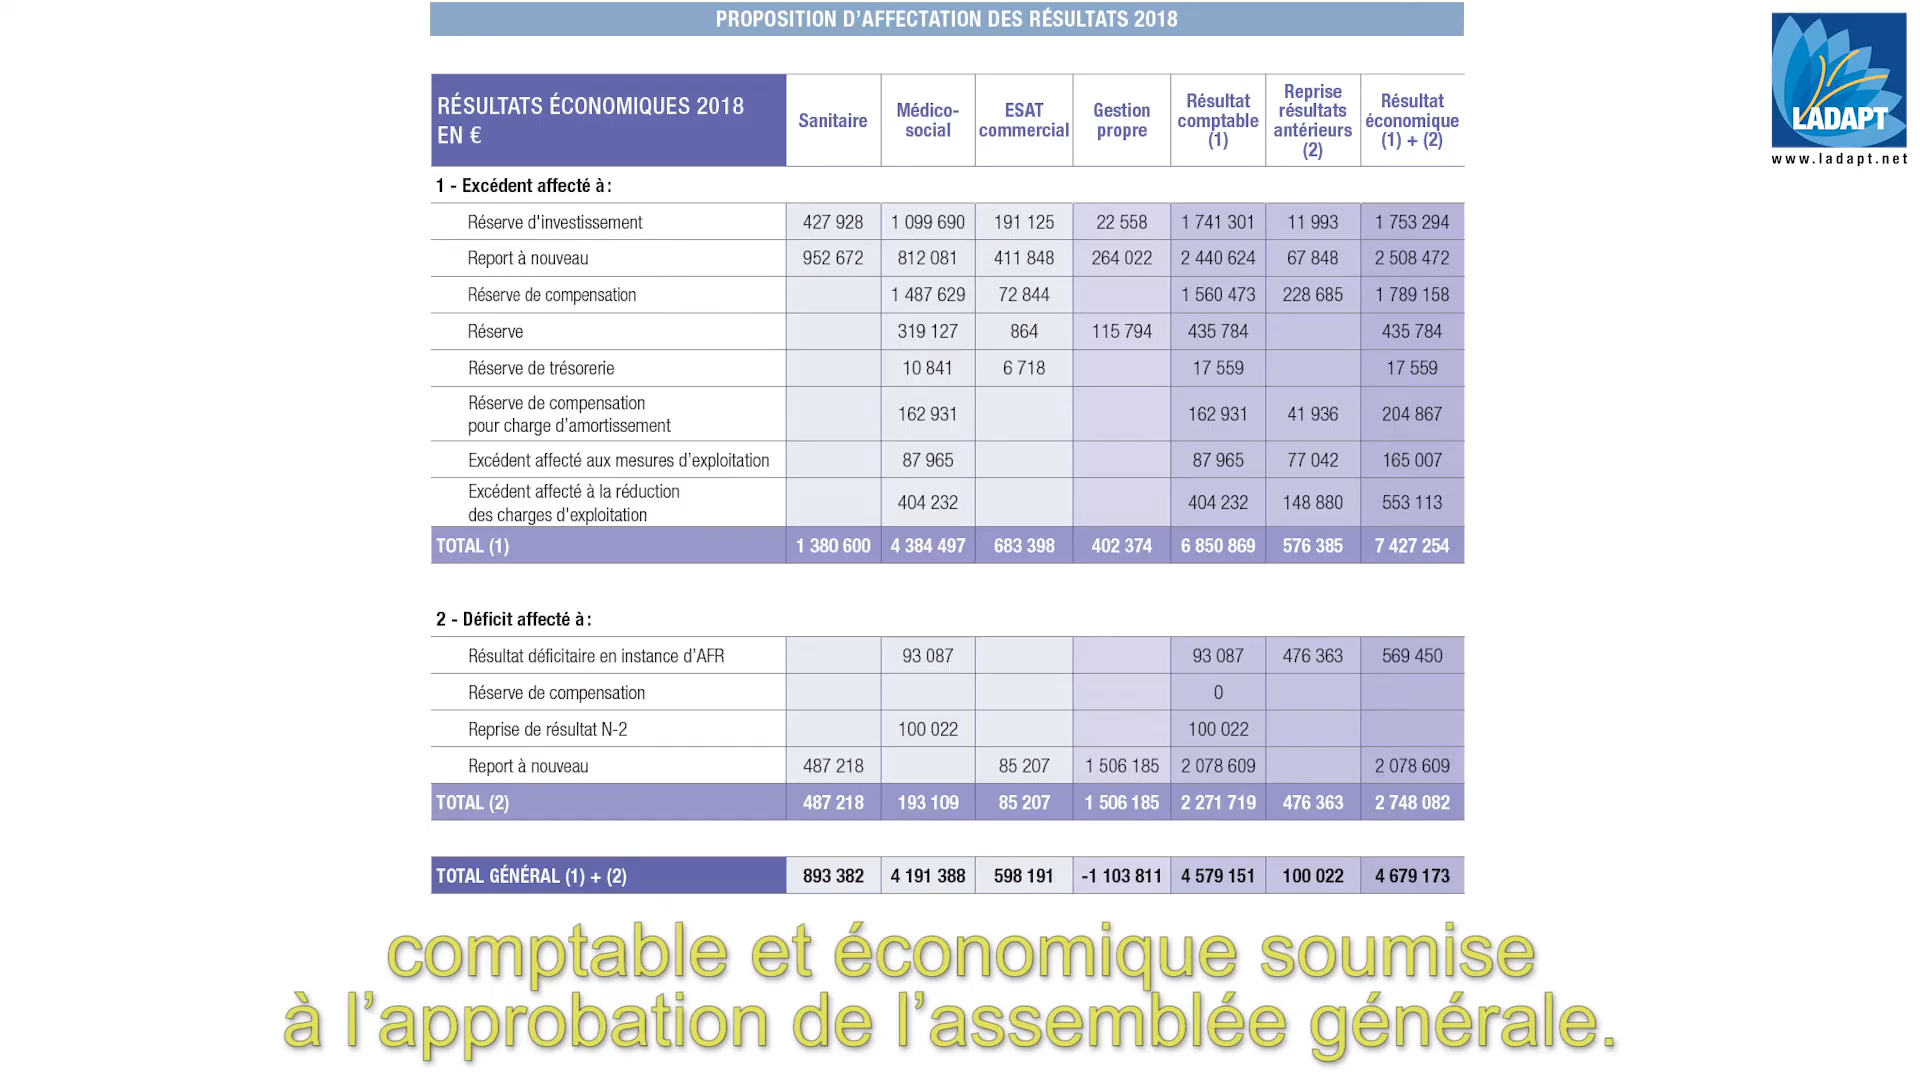 PROPOSITION D’AFFECTATION DES RÉSULTATS 2018
LADAPT
www.ladapt.net
RÉSULTATS ÉCONOMIQUES 2018
EN €
Sanitaire
Médico-
social
ESAT
commercial
Gestion
propre
Résultat
comptable
(1)
Reprise
résultats
antérieurs
(2)
Résultat
économique
(1) + (2)
1 - Excédent affecté à :
Réserve d'investissement 427 928 1 099 690 191 125 22 558 1 741 301 11 993 1 753 294
Report à nouveau 952 672 812 081 411 848 264 022 2 440 624 67 848 2 508 472
Réserve de compensation 1 487 629 72 844 1 560 473 228 685 1 789 158
Réserve 319 127 864 115 794 435 784 435 784
Réserve de trésorerie 10 841 6 718 17 559 17 559
Réserve de compensation
pour charge d’amortissement 162 931 162 931 41 936 204 867
Excédent affecté aux mesures d’exploitation 87 965 87 965 77 042 165 007
Excédent affecté à la réduction
des charges d'exploitation 404 232 404 232 148 880 553 113
TOTAL (1) 1 380 600 4 384 497 683 398 402 374 6 850 869 576 385 7 427 254
2 - Déficit affecté à :
Résultat déficitaire en instance d’AFR 93 087 93 087 476 363 569 450
Réserve de compensation 0
Reprise de résultat N-2 100 022 100 022
Report à nouveau 487 218 85 207 1 506 185 2 078 609 2 078 609
TOTAL (2) 487 218 193 109 85 207 1 506 185 2 271 719 476 363 2 748 082
TOTAL GÉNÉRAL (1) + (2) 893 382 4 191 388 598 191 -1 103 811 4 579 151 100 022 4 679 173
comptable et économique soumise
à l’approbation de l’assemblée générale.